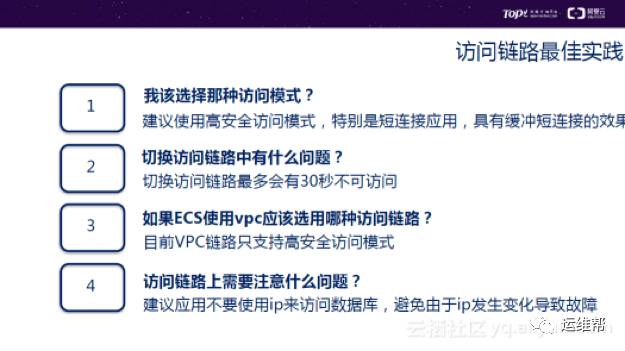 TOP
阿里云
访问链路最佳实践
1
我该选择那种访问模式？
建议使用高安全访问模式，特别是短连接应用，具有缓冲短连接的效果
2
切换访问链路中有什么问题？
切换访问链路最多会有30秒不可访问
3
如果ECS使用vpc应该选用哪种访问链路？
目前VPC链路只支持高安全访问模式
4
访问链路上需要注意什么问题？
建议应用不要使用ip来访问数据库，避免由于ip发生变化导致故障
云栖社区 yq.
运维帮